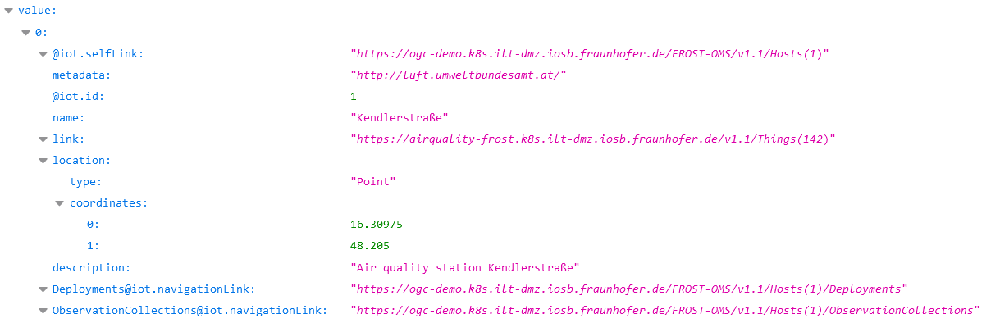 value:
0:
@iot.selfLink: "https://ogc-demo.k8s.ilt-dmz.iosb.fraunhofer.de/FROST-OMS/v1.1/Hosts(1)"
metadata: "http://luft.umweltbundesamt.at/"
@iot.id: 1
name: "Kendlerstraße"
link: "https://airquality-frost.k8s.ilt-dmz.iosb.fraunhofer.de/v1.1/Things(142)"
location:
type: "Point"
coordinates:
0: 16.30975
1: 48.205
description: "Air quality station Kendlerstraße"
Deployments@iot.navigationLink: "https://ogc-demo.k8s.ilt-dmz.iosb.fraunhofer.de/FROST-OMS/v1.1/Hosts(1)/Deployments"
ObservationCollections@iot.navigationLink: "https://ogc-demo.k8s.ilt-dmz.iosb.fraunhofer.de/FROST-OMS/v1.1/Hosts(1)/ObservationCollections"